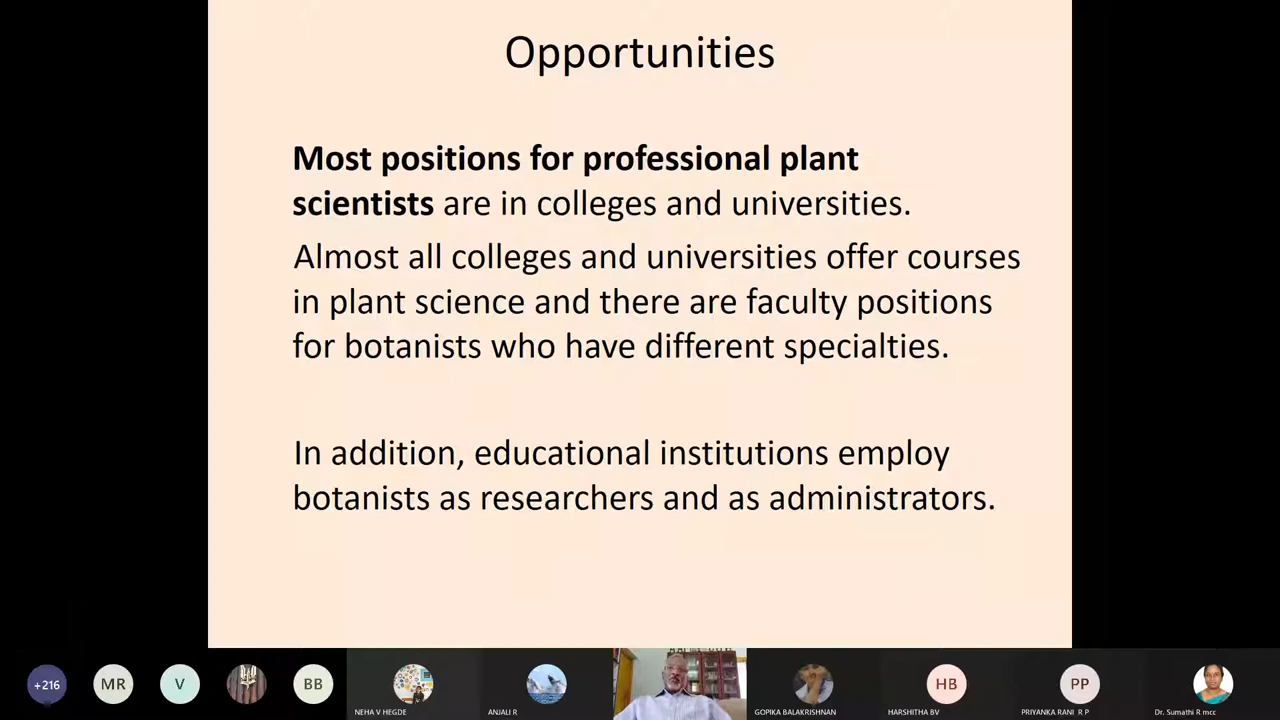 Opportunities
Most positions for professional plant
scientists are in colleges and universities.
Almost all colleges and universities offer courses
in plant science and there are faculty positions
for botanists who have different specialties.
In addition, educational institutions employ
botanists as researchers and as administrators.
+216
MR
V
BB
HB
PP
NEHA V HEGDE
ANJALI R
GOPIKA BALAKRISHNAN
HARSHITHA BV
PRIYANKA RANI R P
Dr. Sumathi R mcc